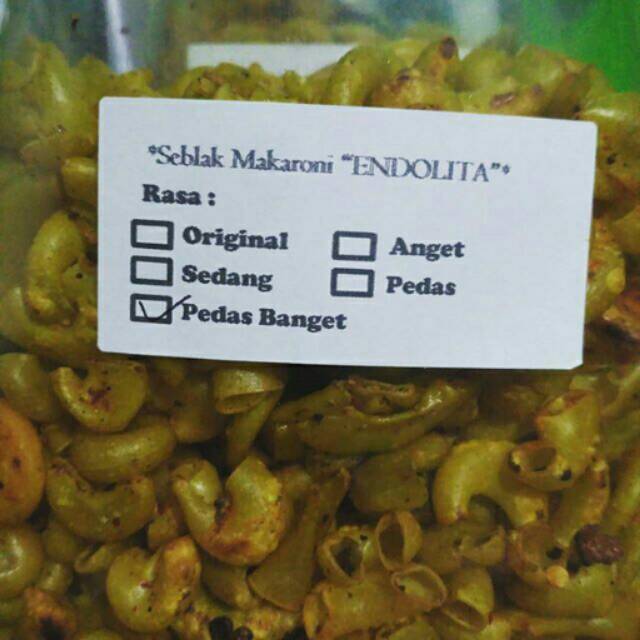 *Seblak Makaroni “ENDOLITA”*
Rasa :
Original Anget
Sedang Pedas
Pedas Banget